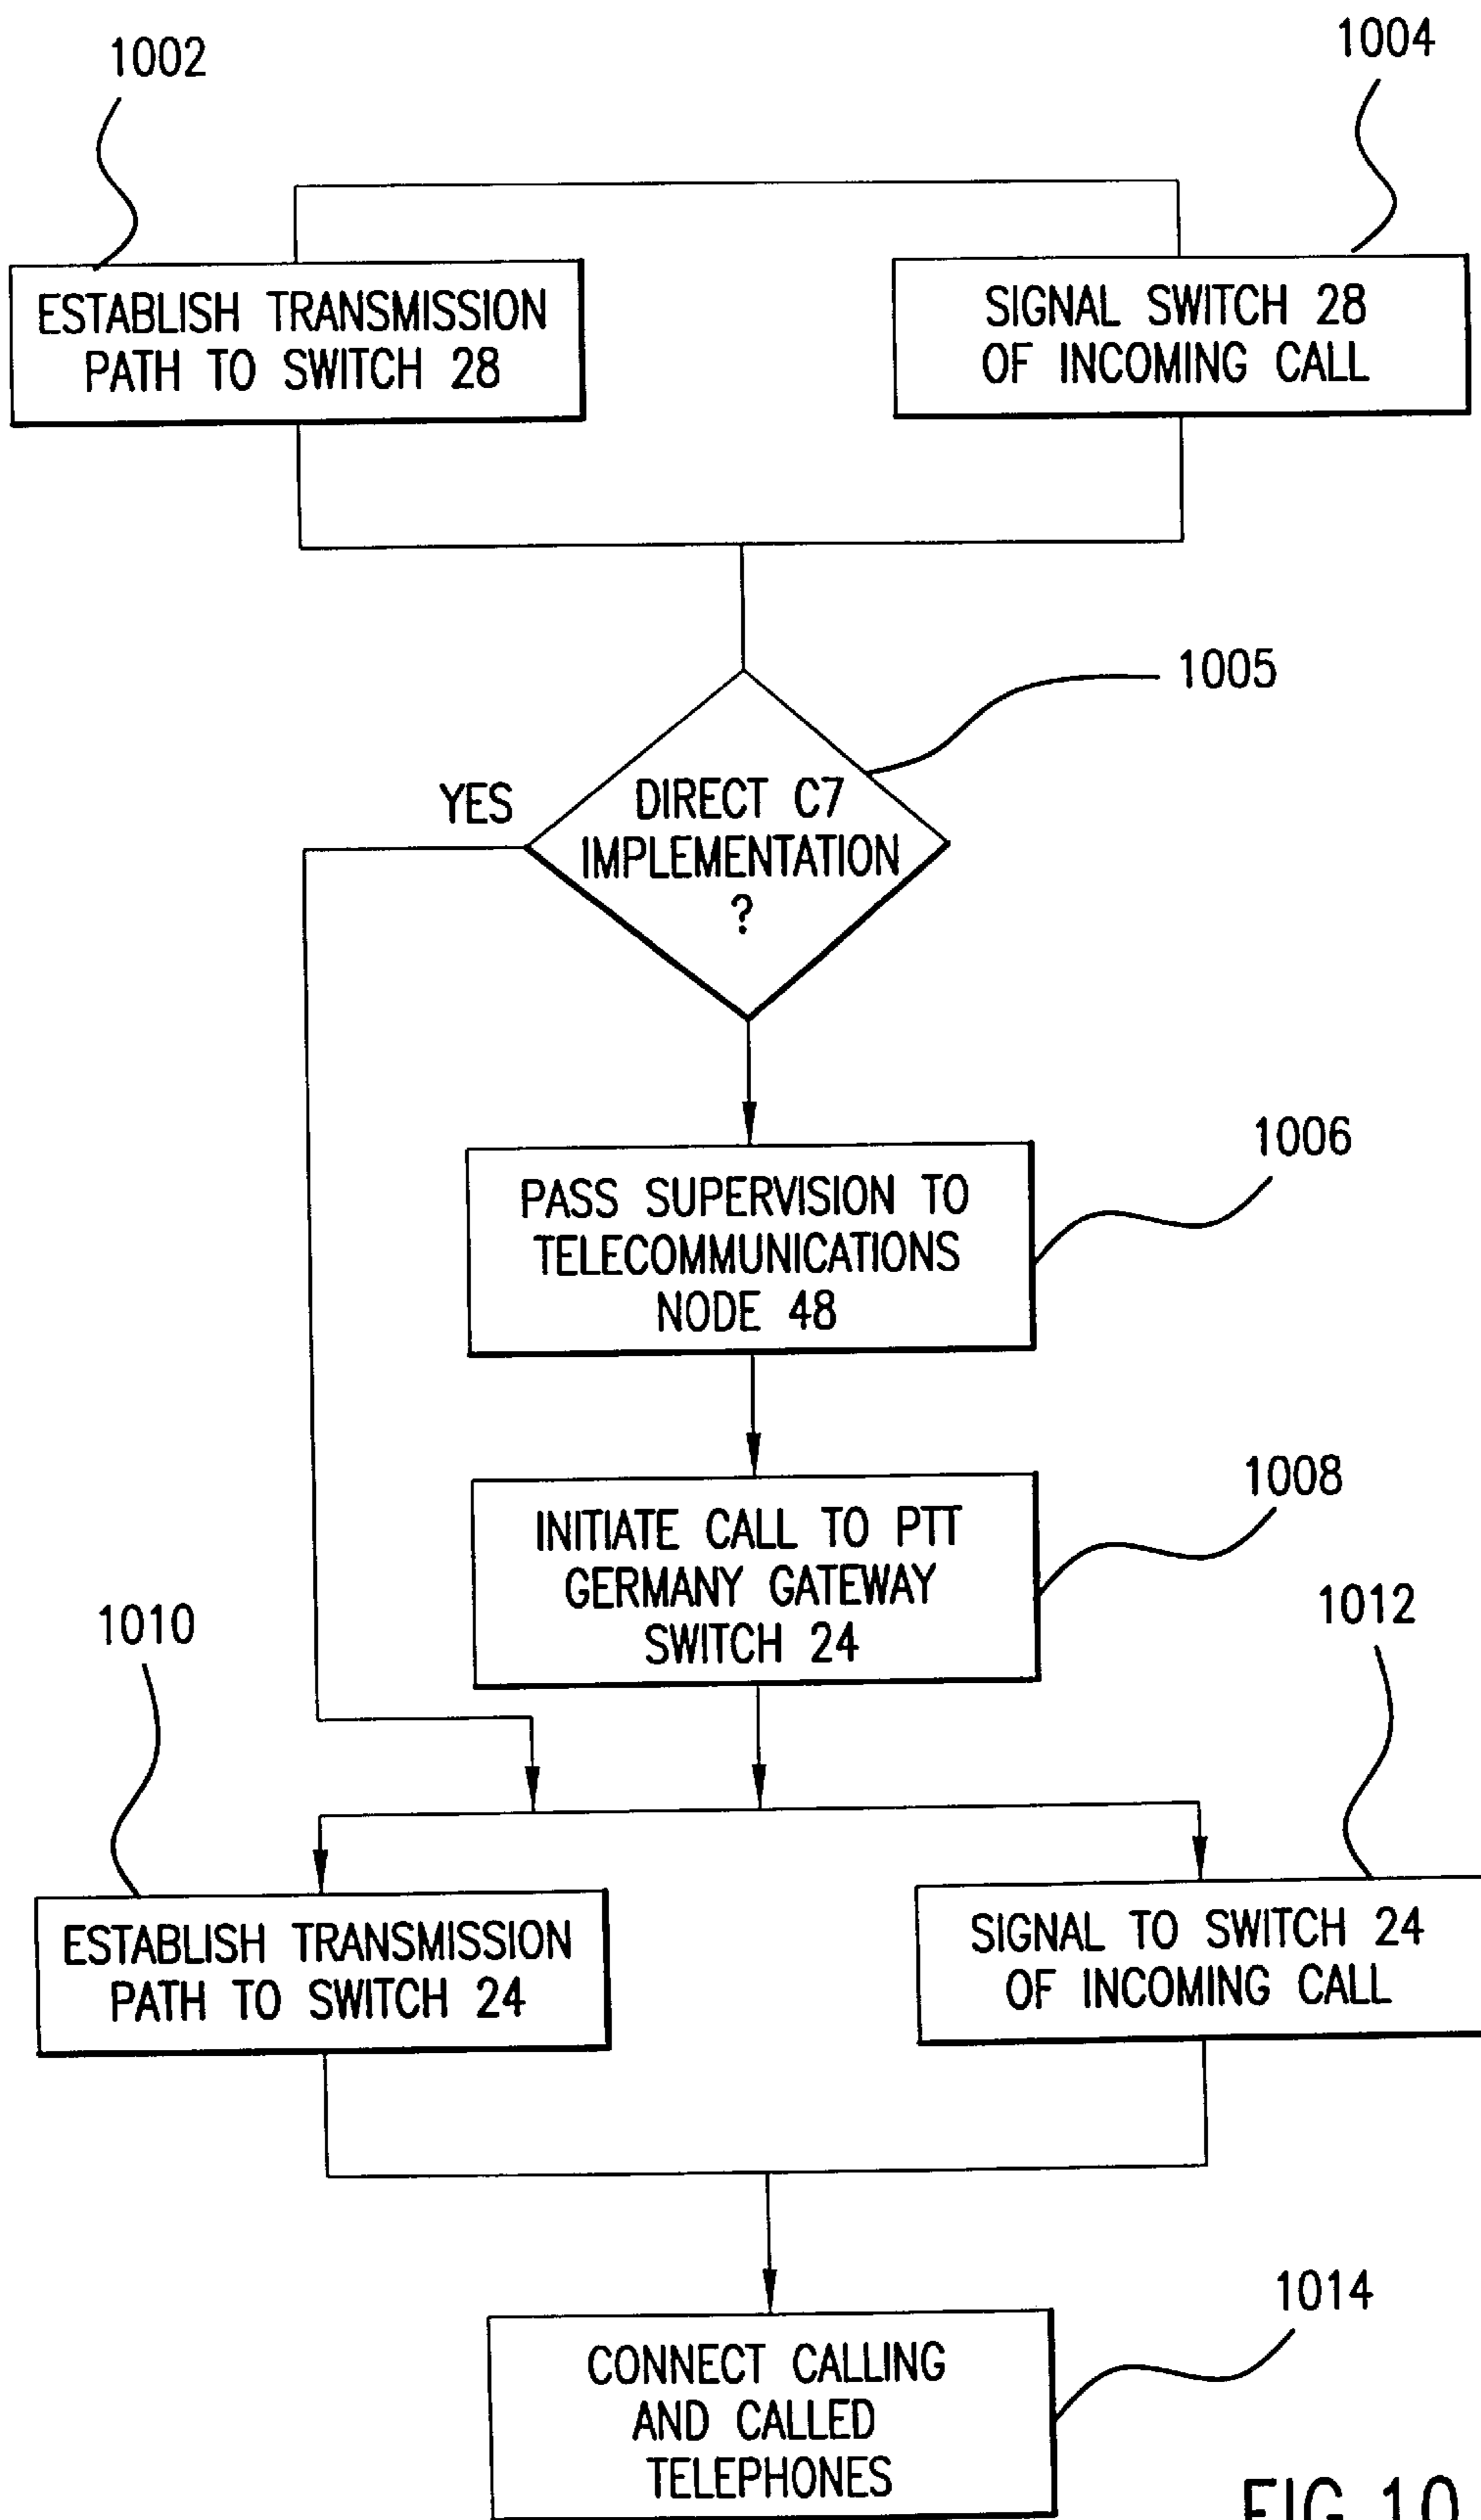 1002
1004
ESTABLISH TRANSMISSION
PATH TO SWITCH 28
SIGNAL SWITCH 28
OF INCOMING CALL
1005
YES
DIRECT C7
IMPLEMENTATION
?
1006
PASS SUPERVISION TO
TELECOMMUNICATIONS
NODE 48
1008
INITIATE CALL TO PTT
GERMANY GATEWAY
SWITCH 24
1010
1012
ESTABLISH TRANSMISSION
PATH TO SWITCH 24
SIGNAL TO SWITCH 24
OF INCOMING CALL
1014
CONNECT CALLING
AND CALLED
TELEPHONES
FIG.10